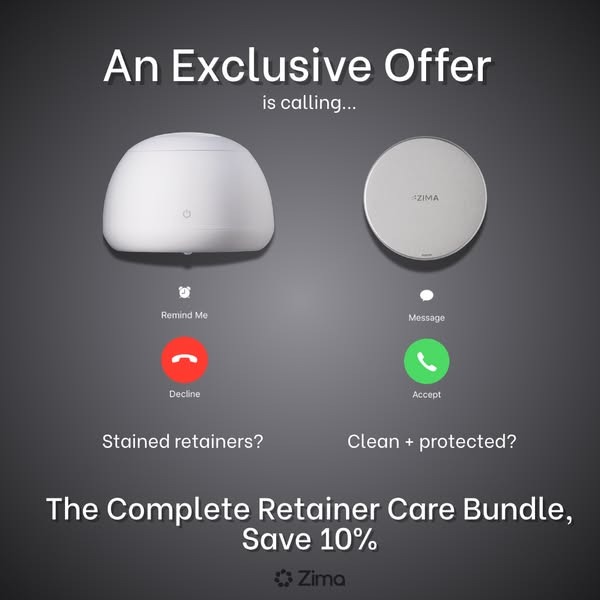 An Exclusive Offer
is calling...
ZIMA
Remind Me
Message
Decline
Accept
Stained retainers?
Clean + protected?
The Complete Retainer Care Bundle,
Save 10%
Zima